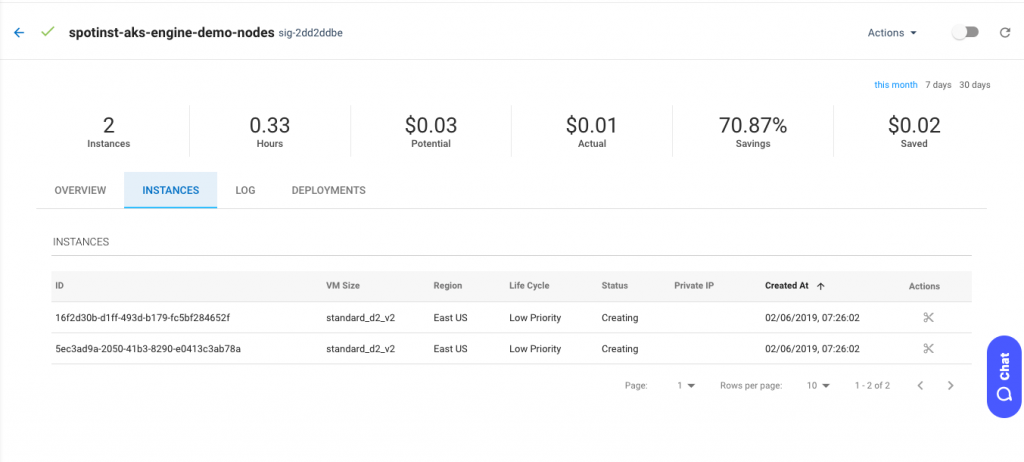 spotinst-aks-engine-demo-nodes sig-2dd2ddbe Actions
this month 7 days 30 days
2 0.33 $0.03 $0.01 70.87% $0.02
Instances Hours Potential Actual Savings Saved
OVERVIEW INSTANCES LOG DEPLOYMENTS
INSTANCES
ID VM Size Region Life Cycle Status Private IP Created At Actions
16f2d30b-d1ff-493d-b179-fc5bf284652f standard_d2_v2 East US Low Priority Creating 02/06/2019, 07:26:02
5ec3ad9a-2050-41b3-8290-e0413c3ab78a standard_d2_v2 East US Low Priority Creating 02/06/2019, 07:26:02
Page: 1 Rows per page: 10 1 - 2 of 2
Chat